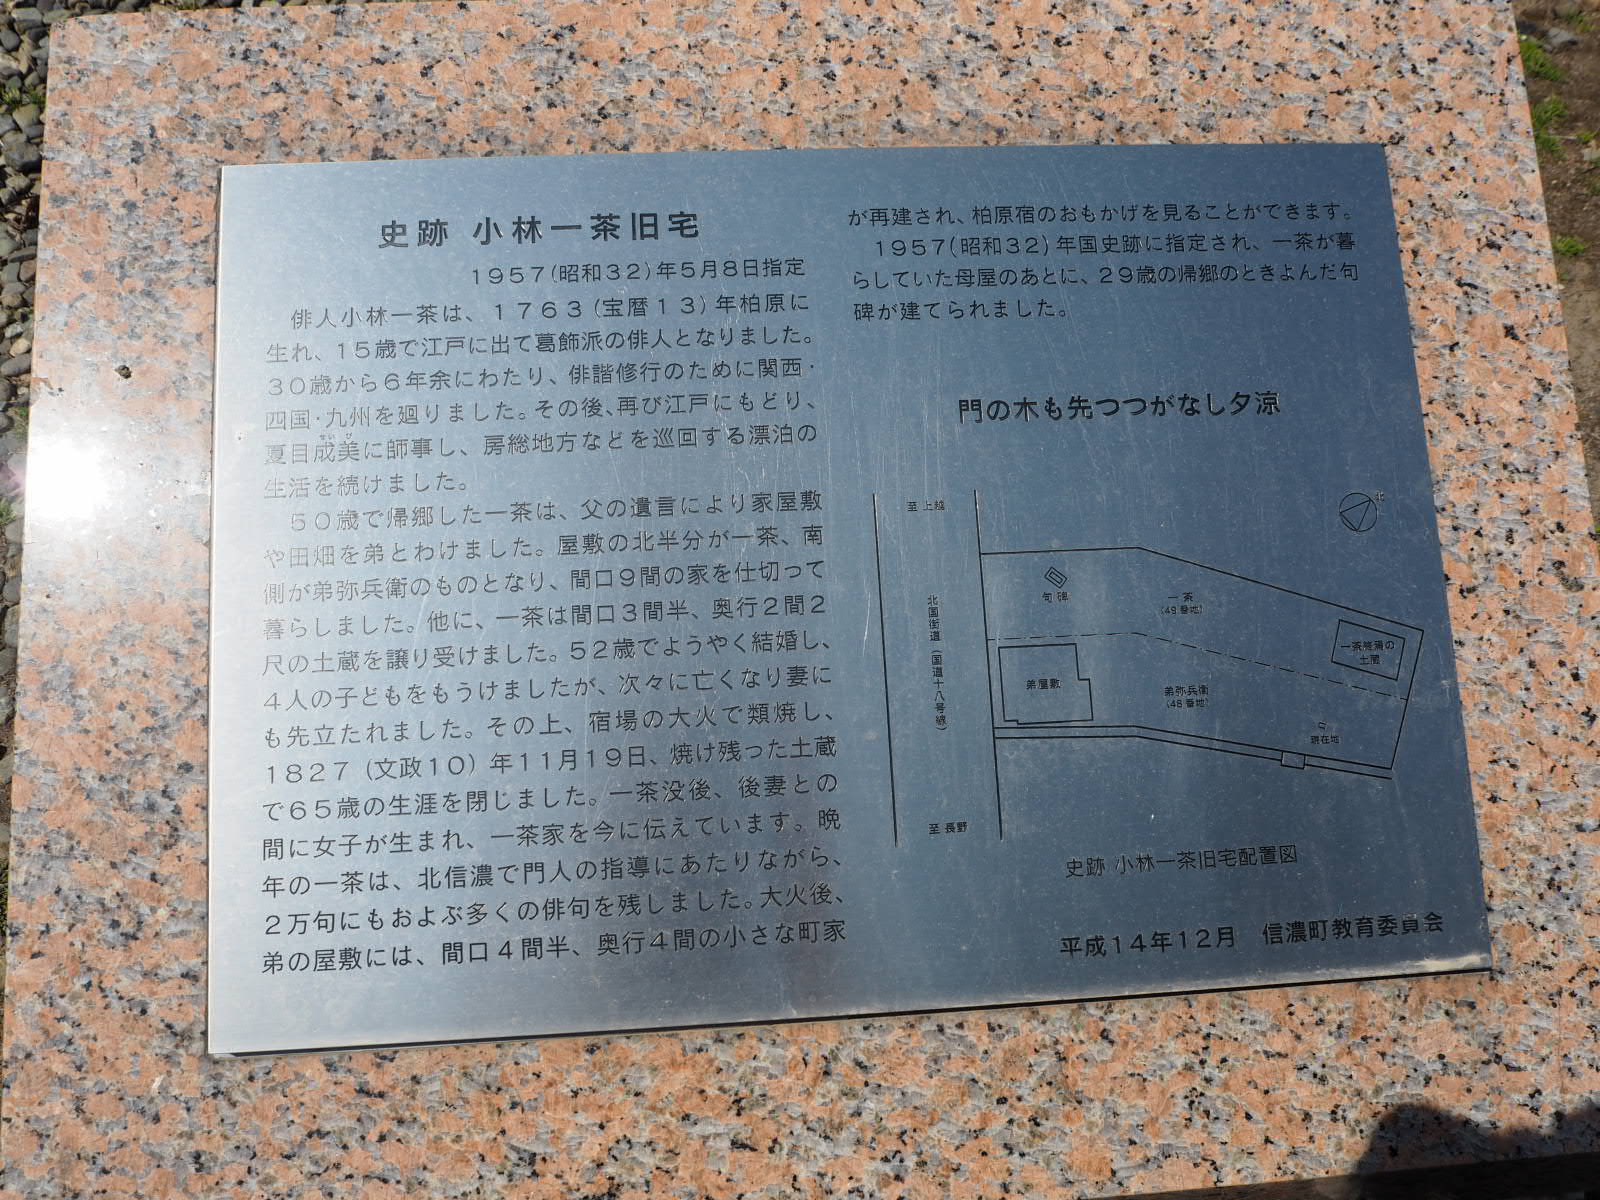 史跡 小林一茶旧宅
1957(昭和32)年5月8日指定
俳人小林一茶は、1763(宝暦13)年柏原に
生れ、15歳で江戸に出て葛飾派の俳人となりました。
30歳から6年余にわたり、俳諧修行のために関西・
四国・九州を廻りました。その後、再び江戸にもどり、
せいび
夏目成美に師事し、房総地方などを巡回する漂泊の
生活を続けました。
50歳で帰郷した一茶は、父の遺言により家屋敷
や田畑を弟とわけました。屋敷の北半分が一茶、南
側が弟弥兵衛のものとなり、間口9間の家を仕切って
暮らしました。他に、一茶は間口3間半、奥行2間2
尺の土蔵を譲り受けました。52歳でようやく結婚し、
4人の子どもをもうけましたが、次々に亡くなり妻に
も先立たれました。その上、宿場の大火で類焼し、
1827(文政10)年11月19日、焼け残った土蔵
で65歳の生涯を閉じました。一茶没後、後妻との
間に女子が生まれ、一茶家を今に伝えています。晩
年の一茶は、北信濃で門人の指導にあたりながら、
2万句にもおよぶ多くの俳句を残しました。大火後、
弟の屋敷には、間口4間半、奥行4間の小さな町家
が再建され、柏原宿のおもかげを見ることができます。
1957(昭和32)年国史跡に指定され、一茶が暮
らしていた母屋のあとに、29歳の帰郷のときよんだ句
碑が建てられました。
門の木も先つつがなし夕涼
至 上越
北
句碑
一茶
(49番地)
北国街道(国道十八号線)
一茶終焉の
土蔵
弟屋敷
弟弥兵衛
(48番地)
現在地
至 長野
史跡 小林一茶旧宅配置図
平成14年12月 信濃町教育委員会